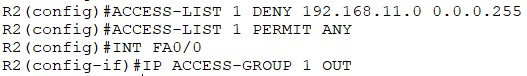 R2(config)#ACCESS-LIST 1 DENY 192.168.11.0 0.0.0.255
R2(config)#ACCESS-LIST 1 PERMIT ANY
R2(config)#INT FA0/0
R2(config-if)#IP ACCESS-GROUP 1 OUT